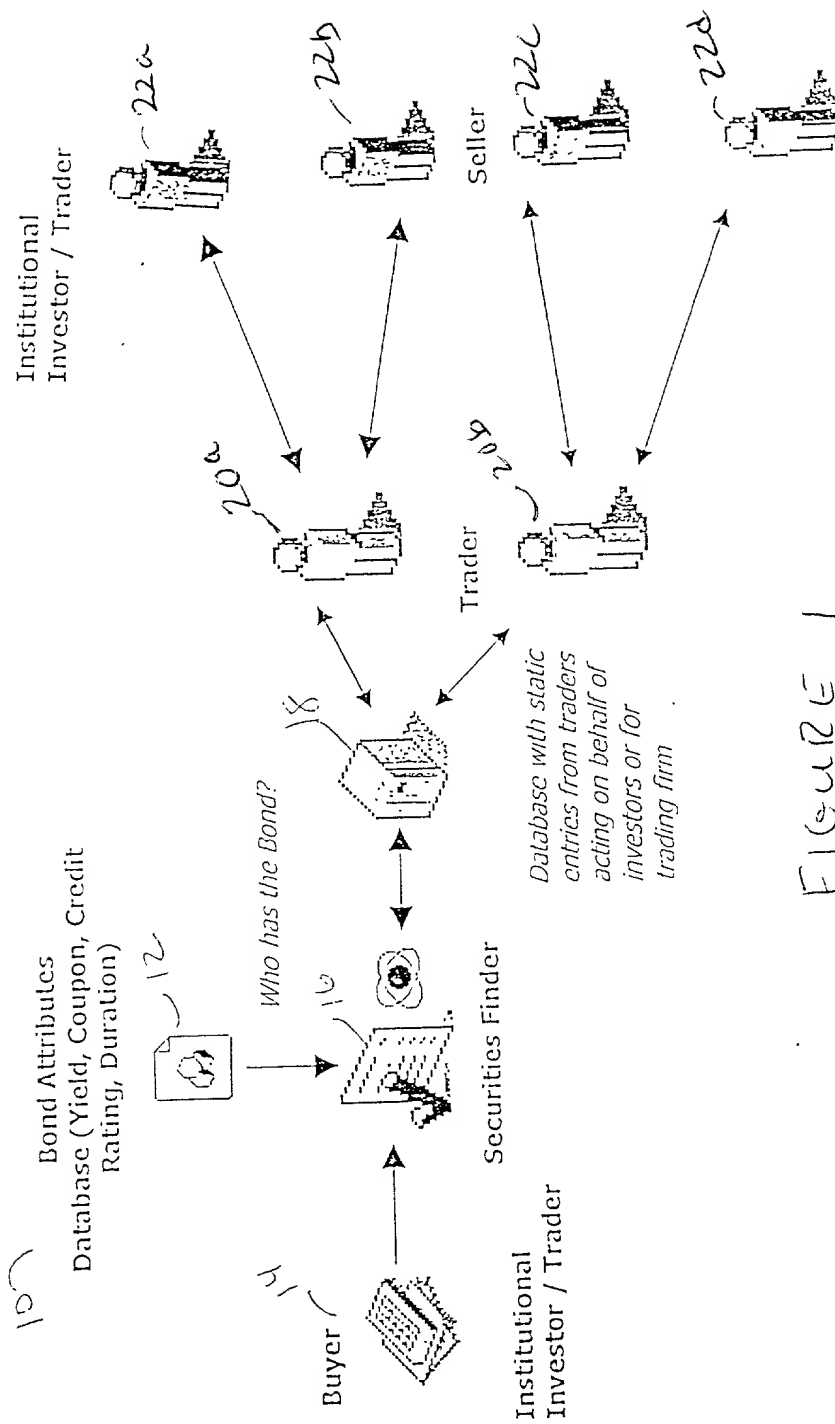 10
Bond Attributes
Database (Yield, Coupon, Credit
Rating, Duration)
12
Buyer
14
Institutional
Investor / Trader
Who has the Bond?
16
Securities Finder
18
Database with static
entries from traders
acting on behalf of
investors or for
trading firm
20a
Trader
20b
Institutional
Investor / Trader
22a
22b
Seller
22c
22d
FIGURE 1